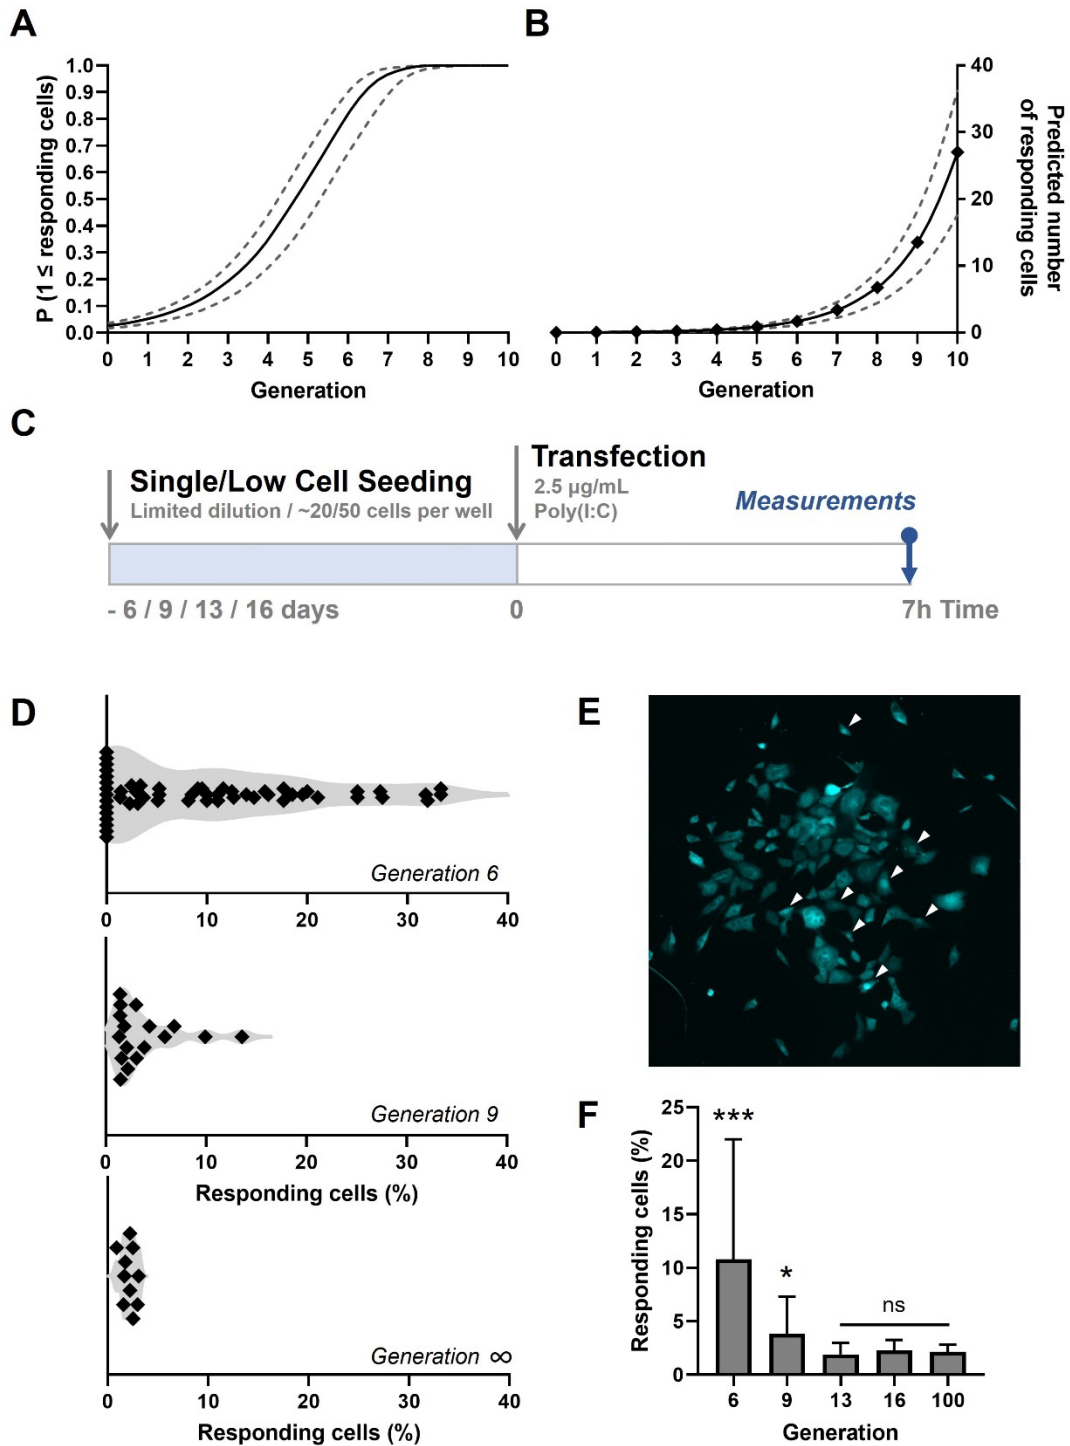 A
P (1 ≤ responding cells)
1.0
0.9
0.8
0.7
0.6
0.5
0.4
0.3
0.2
0.1
0.0
0 1 2 3 4 5 6 7 8 9 10
Generation
B
40
30
20
10
0
Predicted number
of responding cells
0 1 2 3 4 5 6 7 8 9 10
Generation
C
Single/Low Cell Seeding
Limited dilution / ~20/50 cells per well
Transfection
2.5 µg/mL
Poly(I:C)
Measurements
- 6 / 9 / 13 / 16 days
0
7h Time
D
Generation 6
0 10 20 30 40
Generation 9
0 10 20 30 40
Responding cells (%)
Generation ∞
0 10 20 30 40
Responding cells (%)
E
F
Responding cells (%)
25
20
15
10
5
0
***
*
ns
6 9 13 16 100
Generation